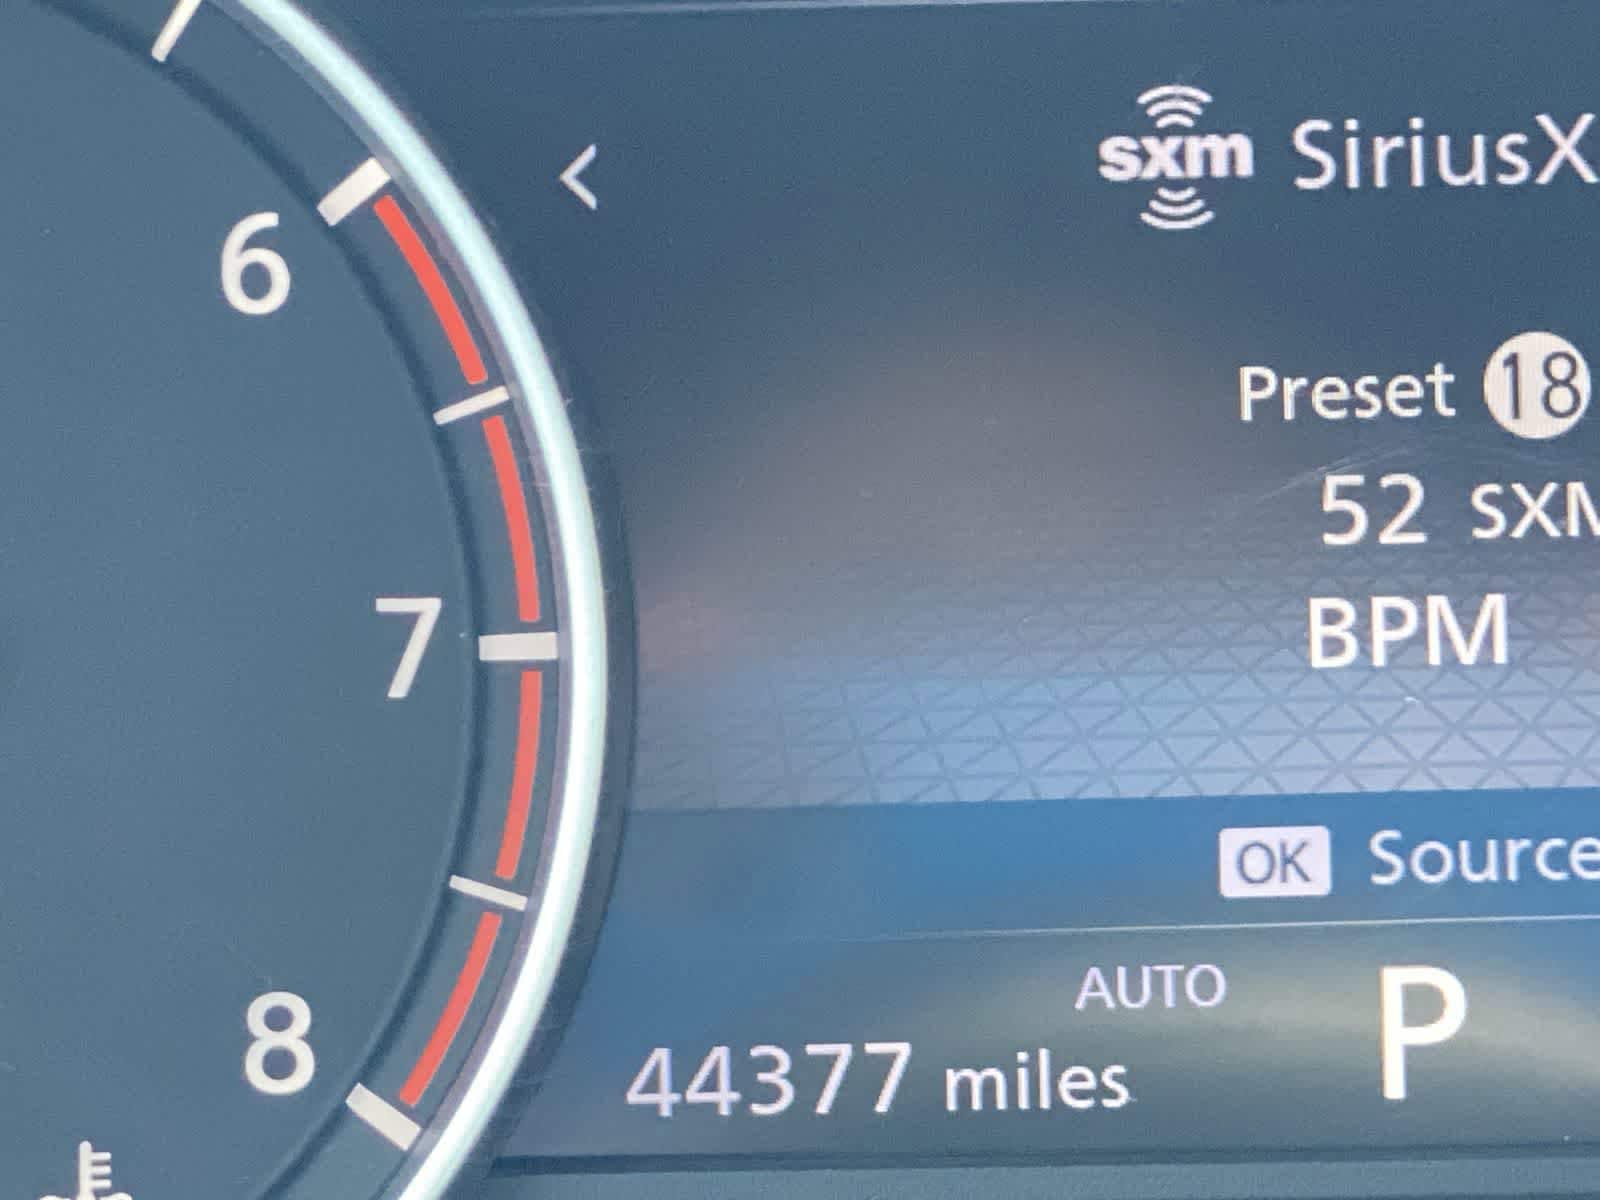 sxm SiriusX
6
Preset 18
52 SXM
BPM
7
OK Source
AUTO
P
8
44377 miles